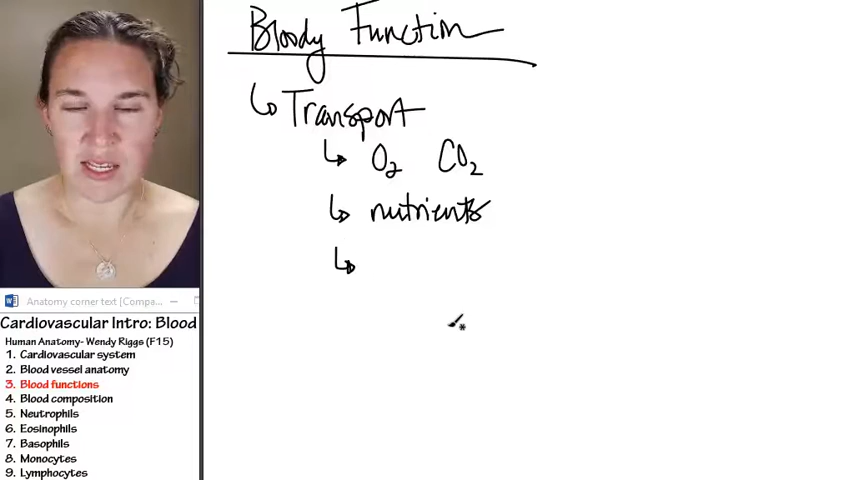 Bloody Function
↳ Transport
↳ O₂ CO₂
↳ nutrients
↳
Anatomy corner text [Compa...
Cardiovascular Intro: Blood
Human Anatomy- Wendy Riggs (F15)
1. Cardiovascular system
2. Blood vessel anatomy
3. Blood functions
4. Blood composition
5. Neutrophils
6. Eosinophils
7. Basophils
8. Monocytes
9. Lymphocytes